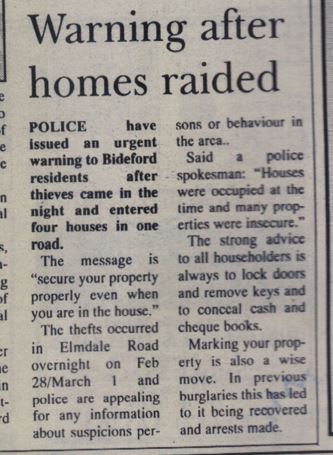 Warning after
homes raided
POLICE have
issued an urgent
warning to Bideford
residents after
thieves came in the
night and entered
four houses in one
road.
The message is
“secure your property
properly even when
you are in the house.”
The thefts occurred
in Elmdale Road
overnight on Feb
28/March 1 and
police are appealing
for any information
about suspicions per-
sons or behaviour in
the area..
Said a police
spokesman: “Houses
were occupied at the
time and many prop-
erties were insecure.”
The strong advice
to all householders is
always to lock doors
and remove keys and
to conceal cash and
cheque books.
Marking your prop-
erty is also a wise
move. In previous
burglaries this has led
to it being recovered
and arrests made.